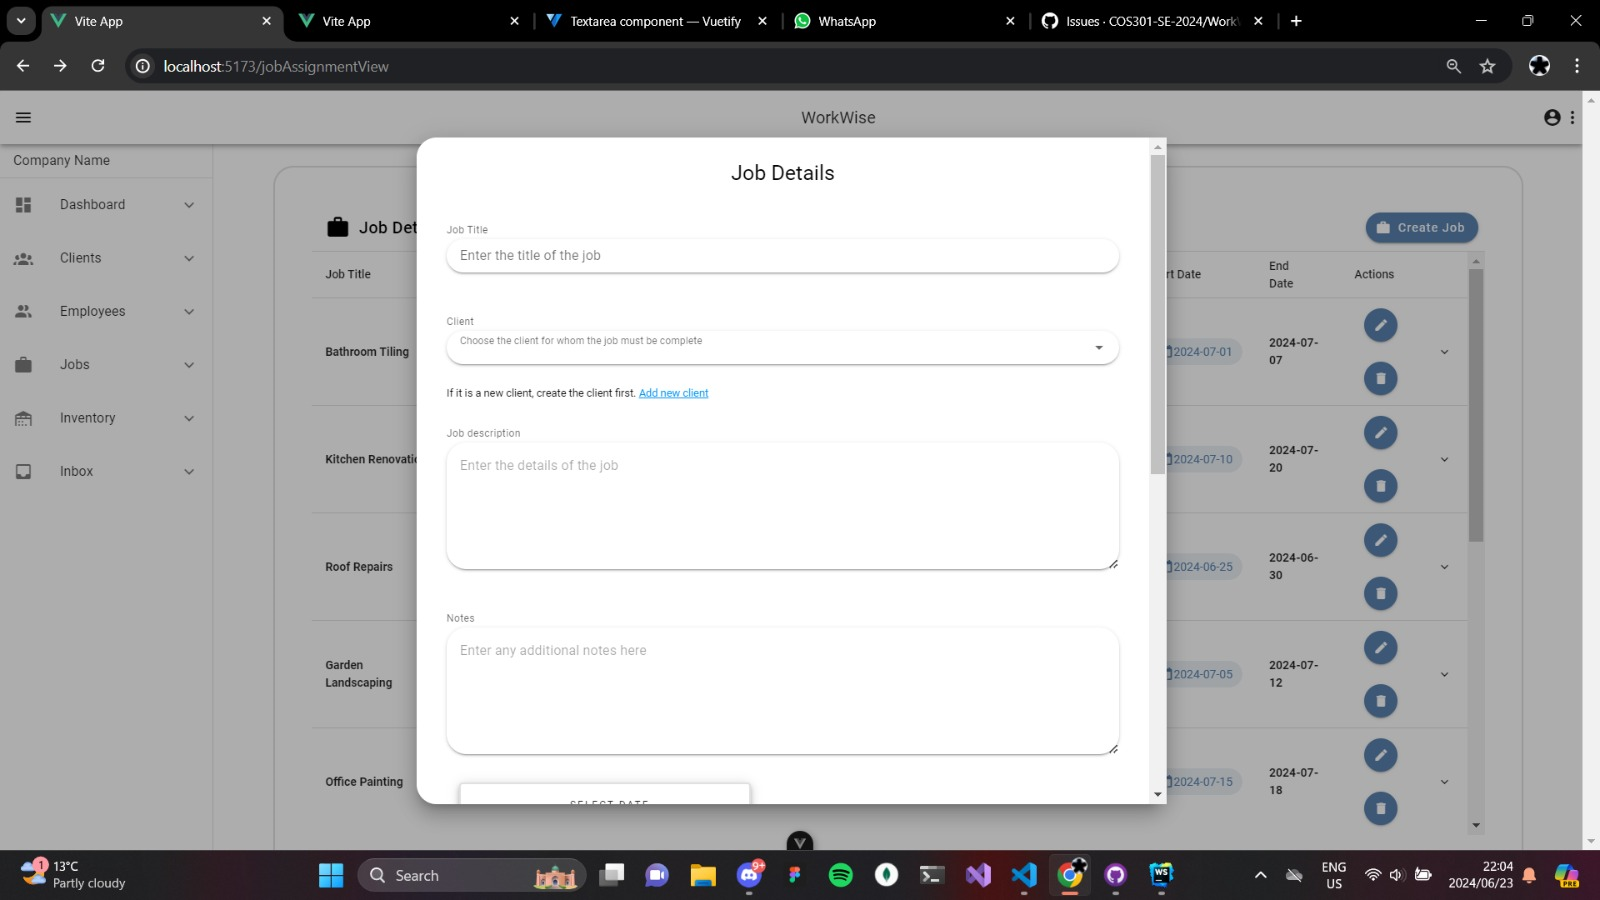 Vite App
Vite App
Textarea component — Vuetify
WhatsApp
Issues · COS301-SE-2024/Work
localhost:5173/jobAssignmentView
WorkWise
Company Name
Dashboard
Clients
Employees
Jobs
Inventory
Inbox
Job Det
Create Job
Job Title
rt Date
End
Date
Actions
Bathroom Tiling
2024-07-01
2024-07-
07
Kitchen Renovatic
2024-07-10
2024-07-
20
Roof Repairs
2024-06-25
2024-06-
30
Garden
Landscaping
2024-07-05
2024-07-
12
Office Painting
2024-07-15
2024-07-
18
Job Details
Job Title
Enter the title of the job
Client
Choose the client for whom the job must be complete
If it is a new client, create the client first. Add new client
Job description
Enter the details of the job
Notes
Enter any additional notes here
SELECT DATE
1
13°C
Partly cloudy
Search
9+
WS
ENG
US
22:04
2024/06/23
PRE